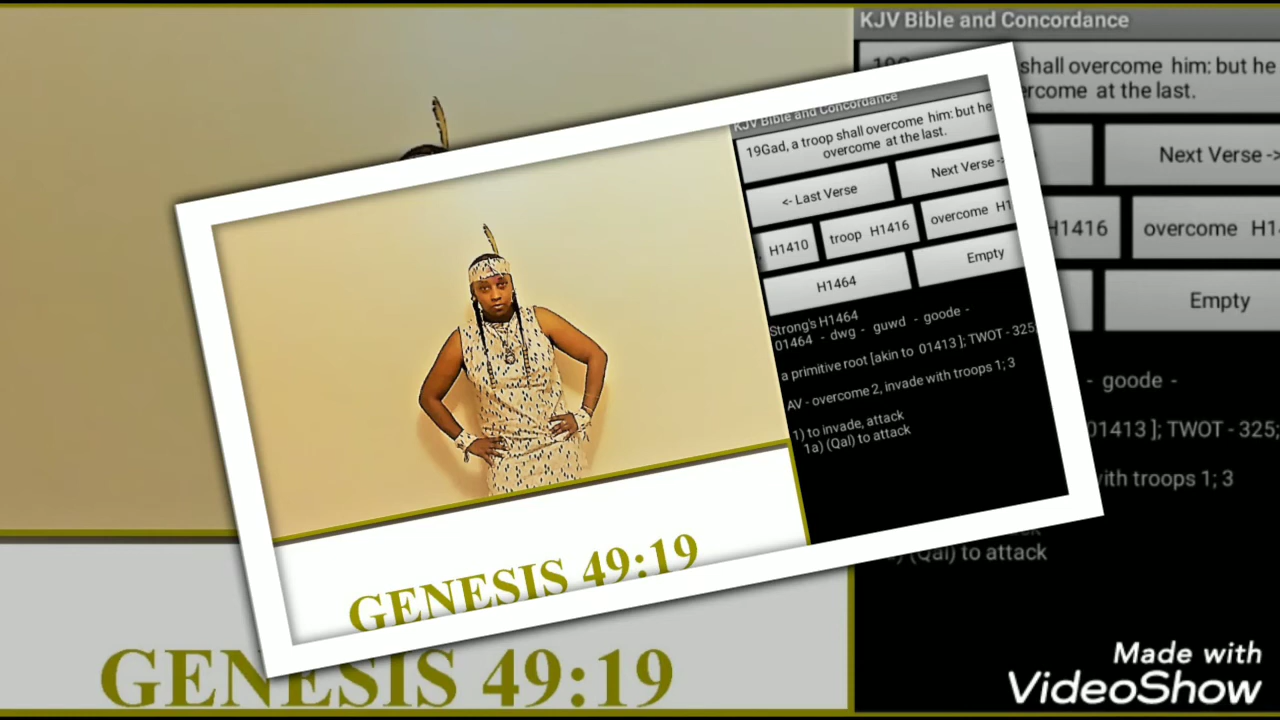 KJV Bible and Concordance
shall overcome him: but he
ercome at the last.
Next Verse ->
H1416
overcome H1
Empty
- goode -
01413 ]; TWOT - 325;
ith troops 1; 3
(Qal) to attack
KJV Bible and Concordance
19Gad, a troop shall overcome him: but he
overcome at the last.
<- Last Verse
Next Verse -
H1410
troop H1416
overcome H1
H1464
Empty
Strong's H1464
01464 - dwg - guwd - goode -
a primitive root [akin to 01413 ]; TWOT - 325;
AV - overcome 2, invade with troops 1; 3
1) to invade, attack
1a) (Qal) to attack
GENESIS 49:19
GENESIS 49:19
Made with
VideoShow